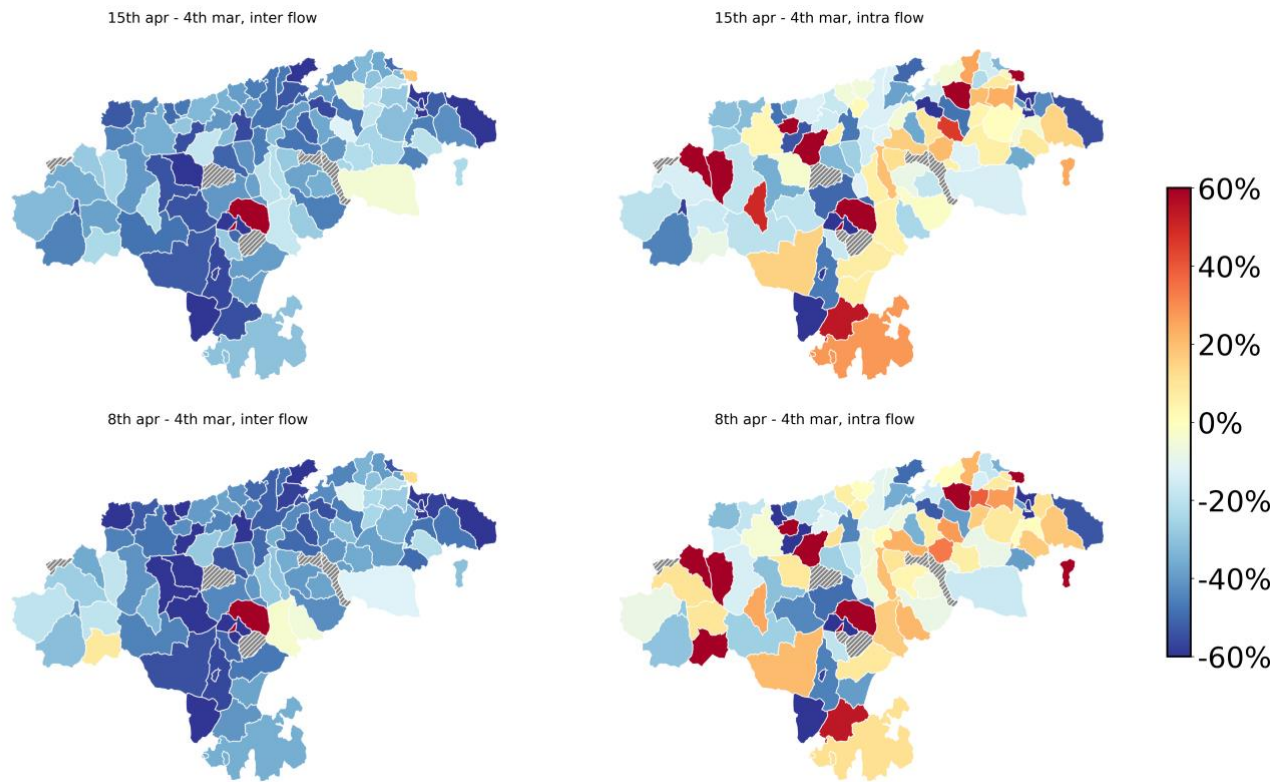 15th apr - 4th mar, inter flow
15th apr - 4th mar, intra flow
60%
40%
20%
0%
-20%
-40%
-60%
8th apr - 4th mar, inter flow
8th apr - 4th mar, intra flow